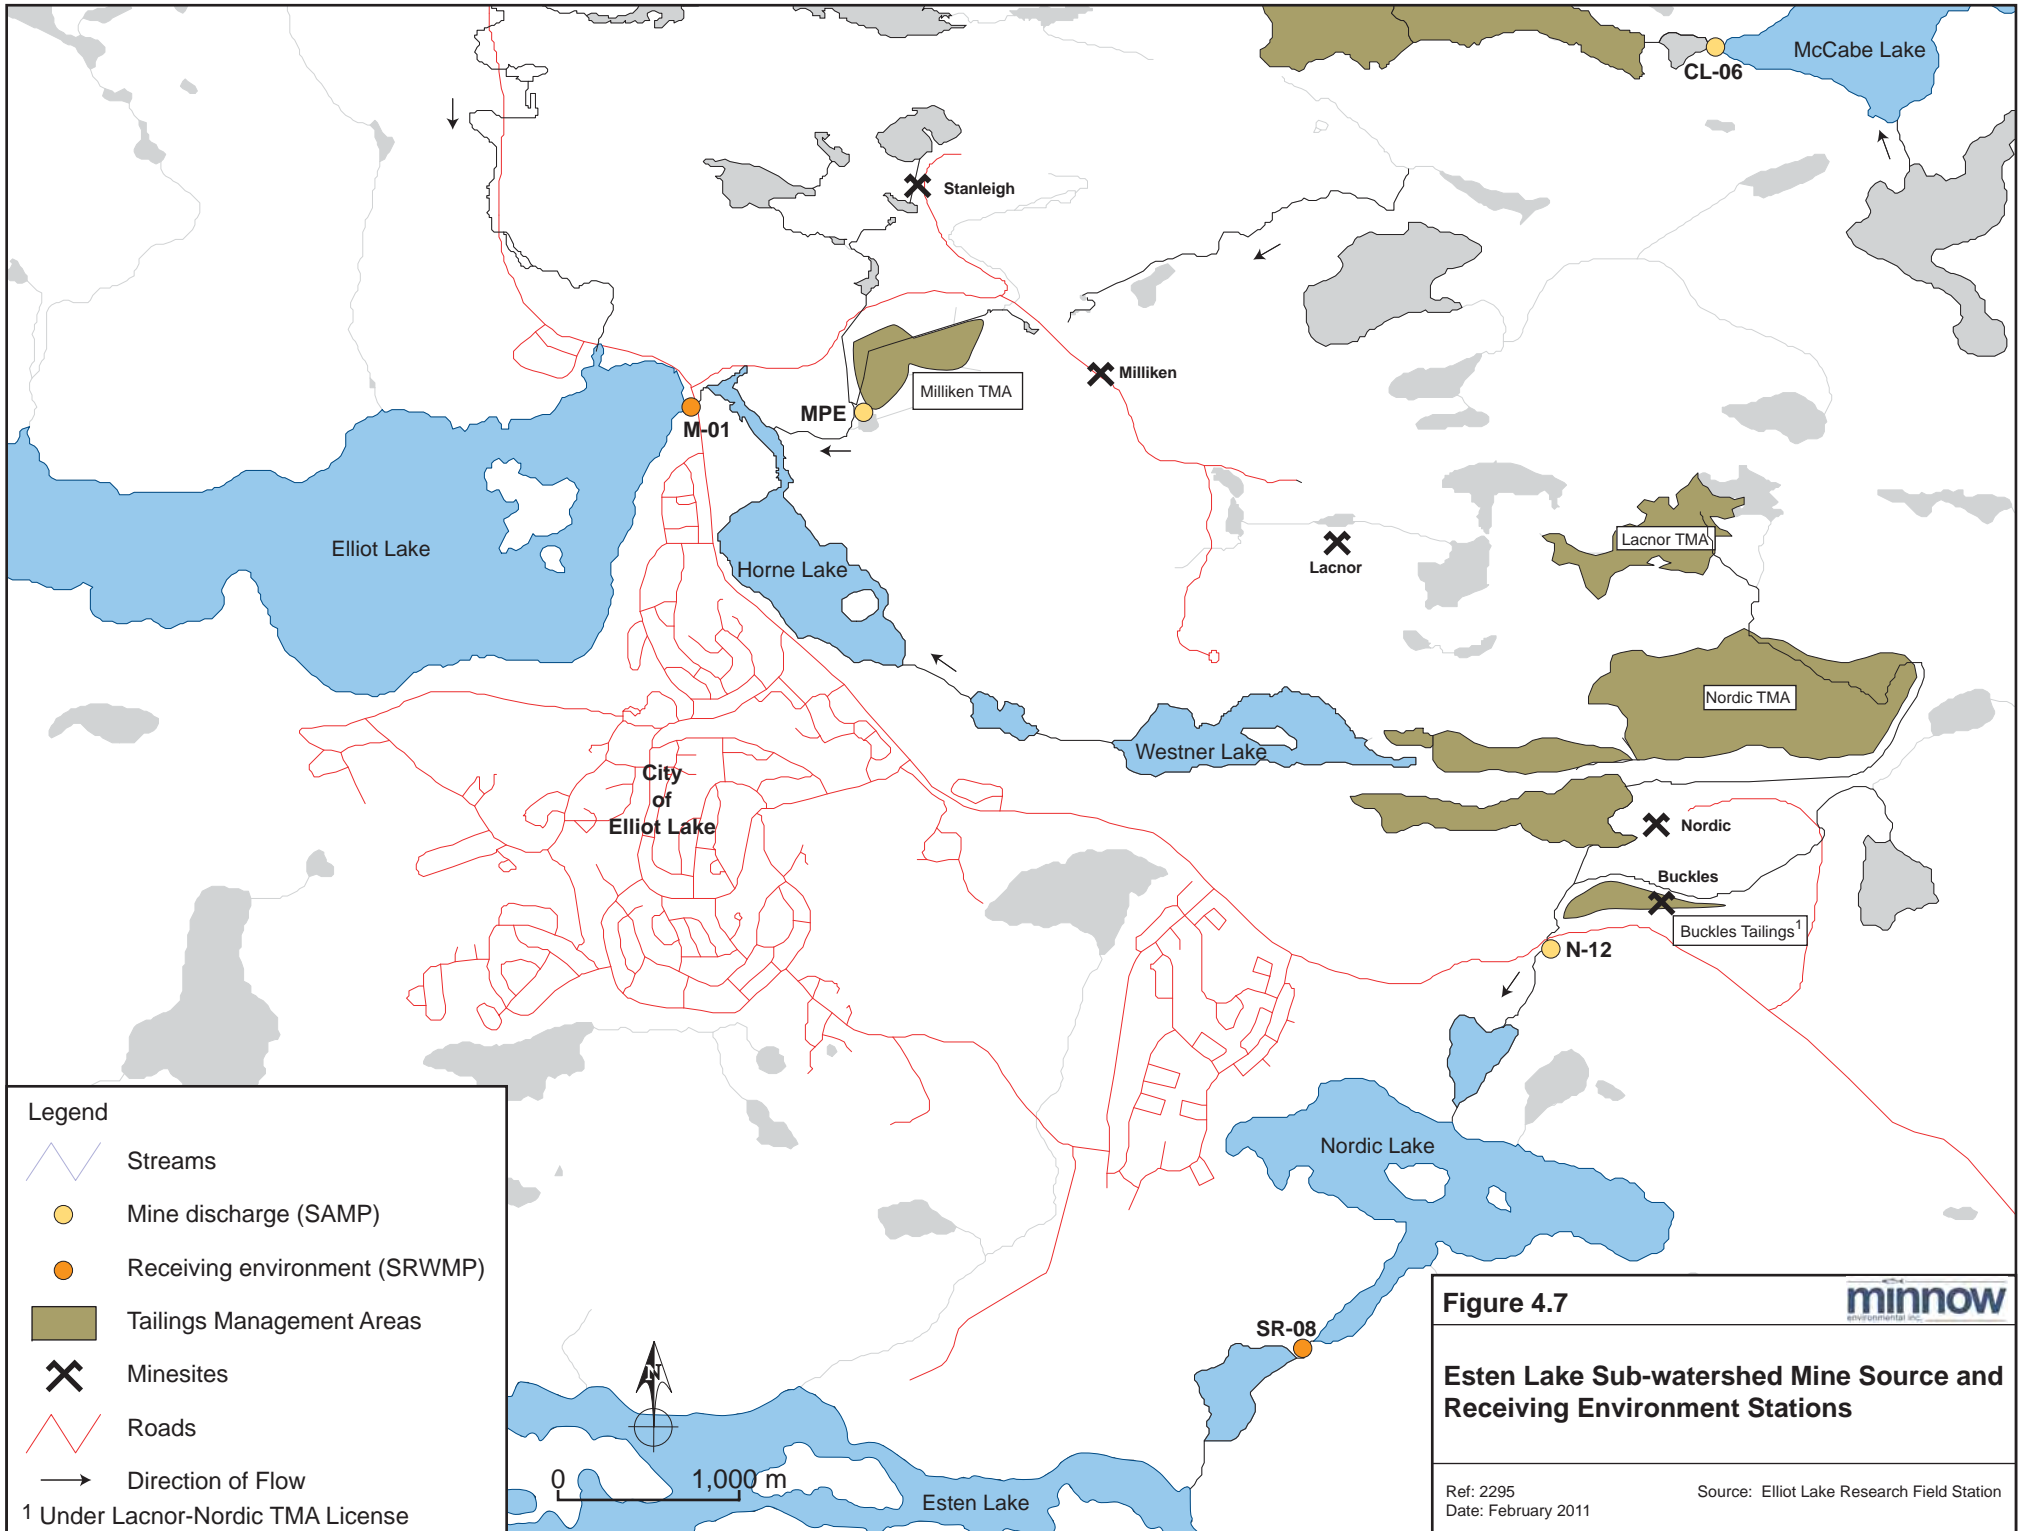 McCabe Lake
CL-06
Stanleigh
Milliken
Milliken TMA
MPE
M-01
Elliot Lake
Horne Lake
Lacnor TMA
Lacnor
Nordic TMA
Westner Lake
City
of
Elliot Lake
Nordic
Buckles
Buckles Tailings1
N-12
Nordic Lake
SR-08
Esten Lake
N
0 1,000 m
Legend
Streams
Mine discharge (SAMP)
Receiving environment (SRWMP)
Tailings Management Areas
Minesites
Roads
Direction of Flow
1 Under Lacnor-Nordic TMA License
Figure 4.7
minnow
environmental inc.
Esten Lake Sub-watershed Mine Source and
Receiving Environment Stations
Ref: 2295
Source: Elliot Lake Research Field Station
Date: February 2011